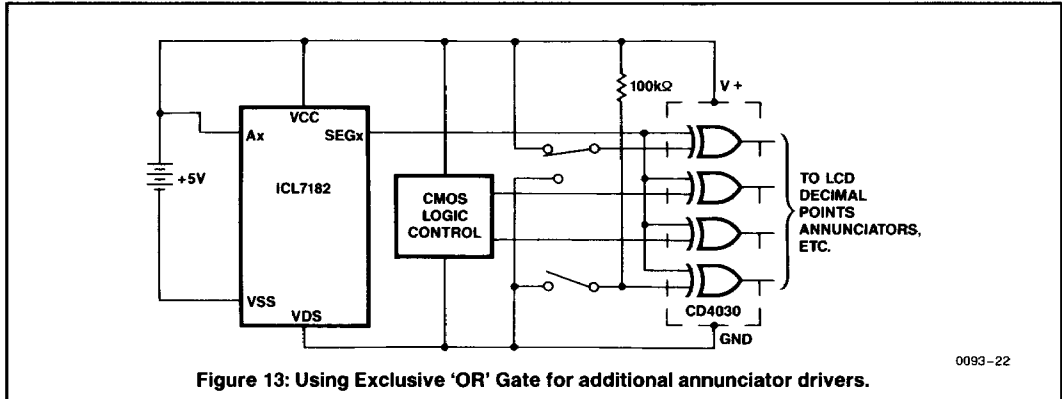 100kΩ
V +
VCC
Ax
SEGx
+5V
ICL7182
CMOS
LOGIC
CONTROL
TO LCD
DECIMAL
POINTS
ANNUNCIATORS,
ETC.
VSS
VDS
CD4030
GND
0093-22
Figure 13: Using Exclusive 'OR' Gate for additional annunciator drivers.